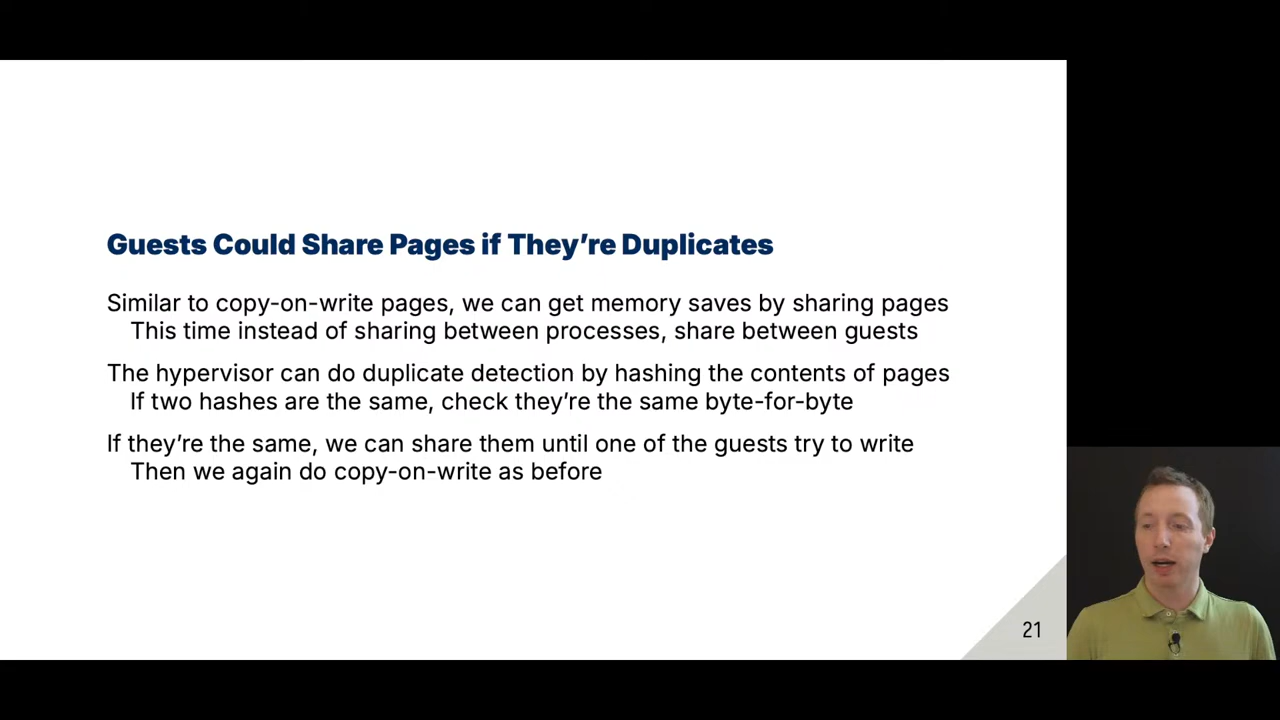 Guests Could Share Pages if They’re Duplicates
Similar to copy-on-write pages, we can get memory saves by sharing pages
This time instead of sharing between processes, share between guests
The hypervisor can do duplicate detection by hashing the contents of pages
If two hashes are the same, check they’re the same byte-for-byte
If they’re the same, we can share them until one of the guests try to write
Then we again do copy-on-write as before
21